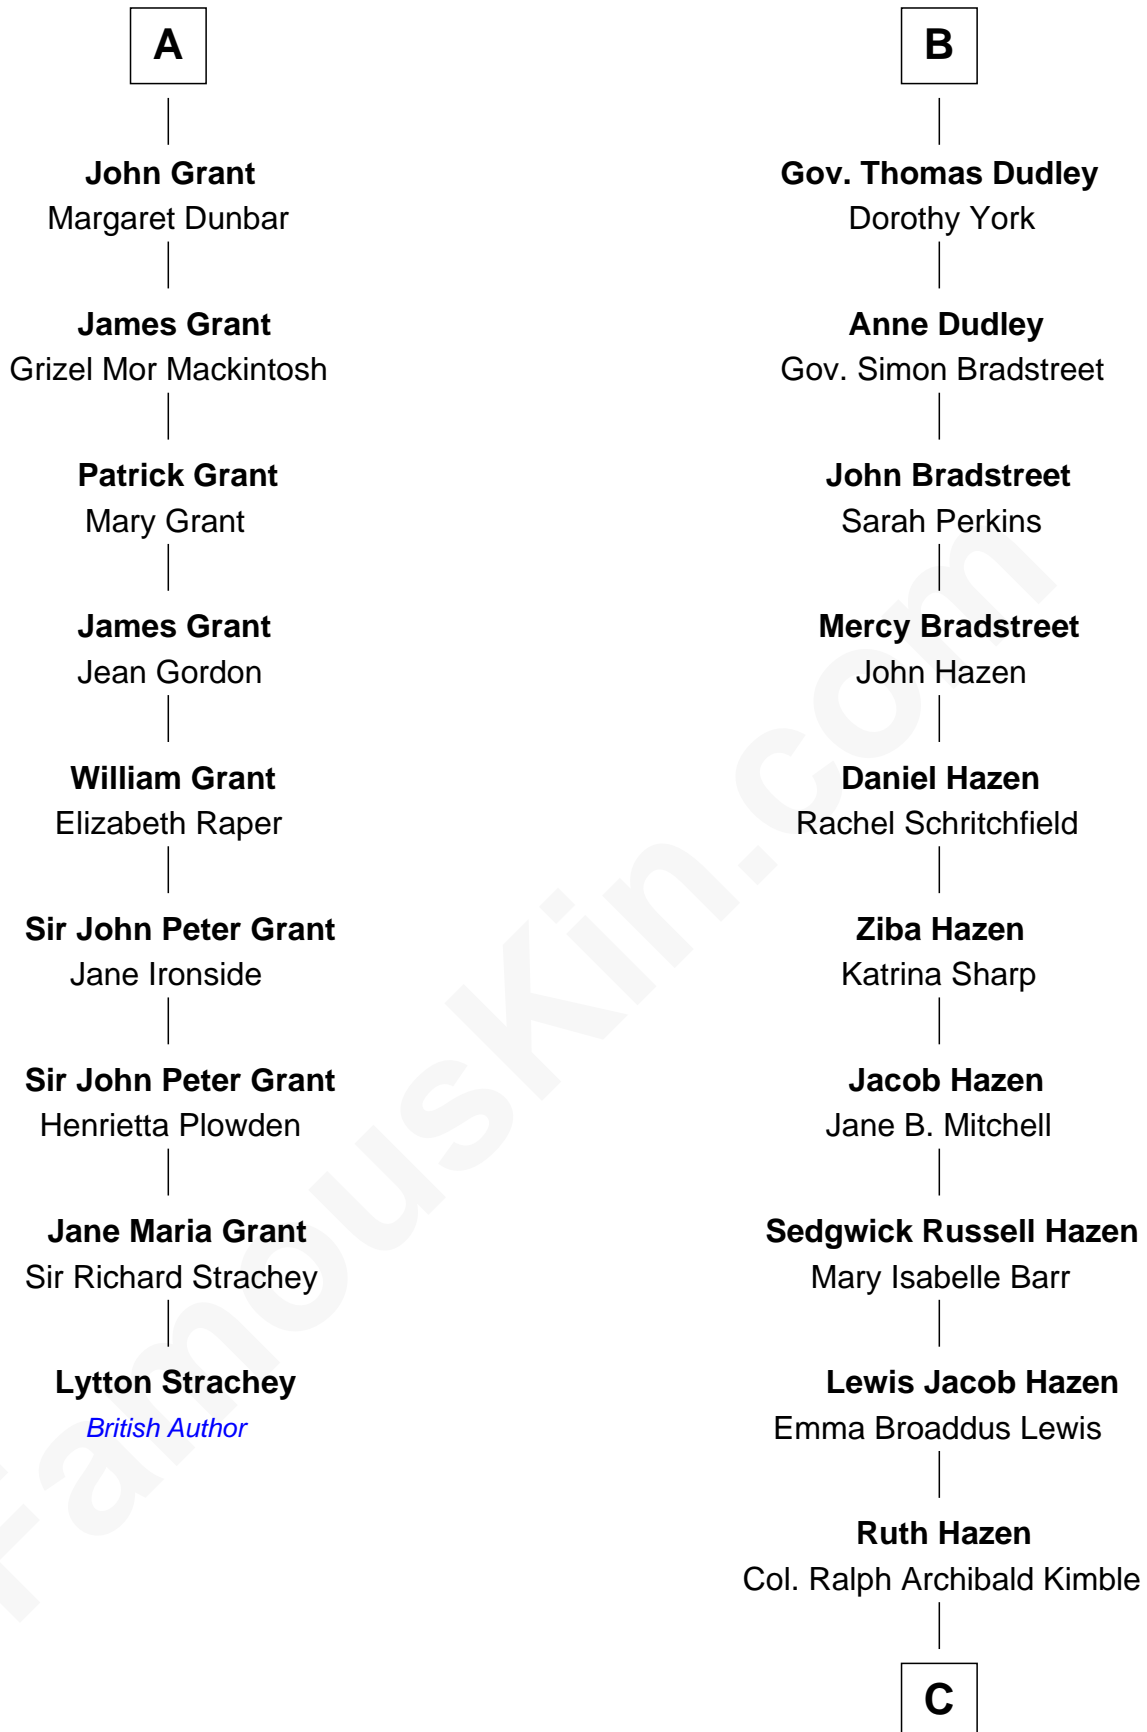 A
John Grant
Margaret Dunbar
James Grant
Grizel Mor Mackintosh
Patrick Grant
Mary Grant
James Grant
Jean Gordon
William Grant
Elizabeth Raper
Sir John Peter Grant
Jane Ironside
Sir John Peter Grant
Henrietta Plowden
Jane Maria Grant
Sir Richard Strachey
Lytton Strachey
British Author
B
Gov. Thomas Dudley
Dorothy York
Anne Dudley
Gov. Simon Bradstreet
John Bradstreet
Sarah Perkins
Mercy Bradstreet
John Hazen
Daniel Hazen
Rachel Schritchfield
Ziba Hazen
Katrina Sharp
Jacob Hazen
Jane B. Mitchell
Sedgwick Russell Hazen
Mary Isabelle Barr
Lewis Jacob Hazen
Emma Broaddus Lewis
Ruth Hazen
Col. Ralph Archibald Kimble
C
FamousKin.com